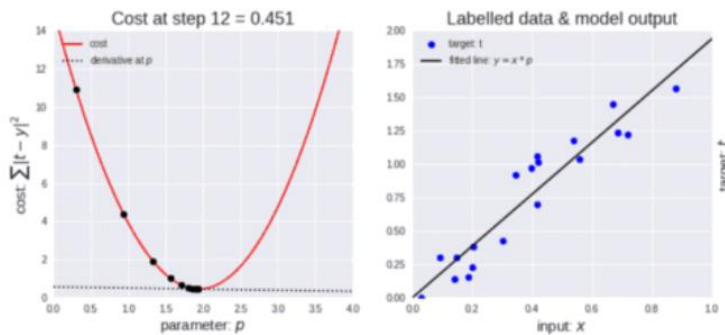 Cost at step 12 = 0.451
cost: ∑|t − y|²
14
12
10
8
6
4
2
0
cost
derivative at p
0.0 0.5 1.0 1.5 2.0 2.5 3.0 3.5 4.0
parameter: p
Labelled data & model output
2.00
1.75
1.50
1.25
1.00
0.75
0.50
0.25
0.00
target: t
fitted line: y = x * p
0.0 0.2 0.4 0.6 0.8 1.0
input: x
target: t